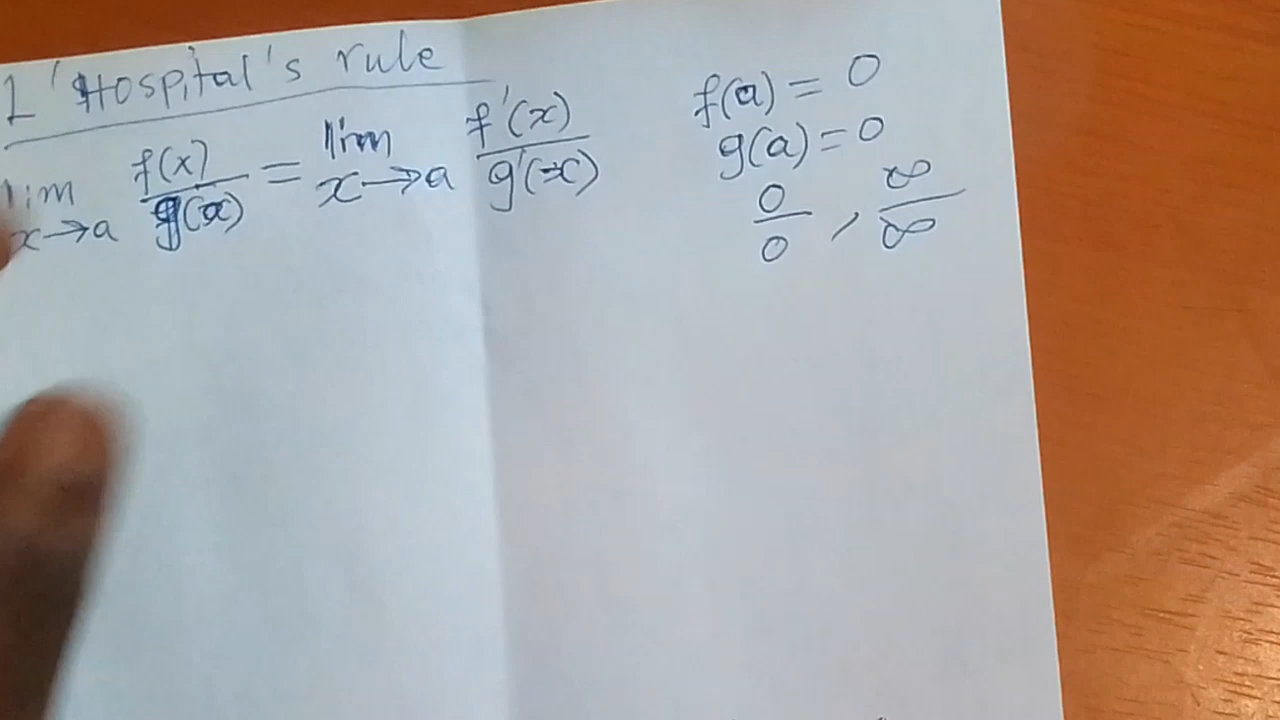 L'Hospital's rule
lim x→a f(x)/g(x) = lim x→a f'(x)/g'(x)
f(a) = 0
g(a) = 0
0/0 , ∞/∞